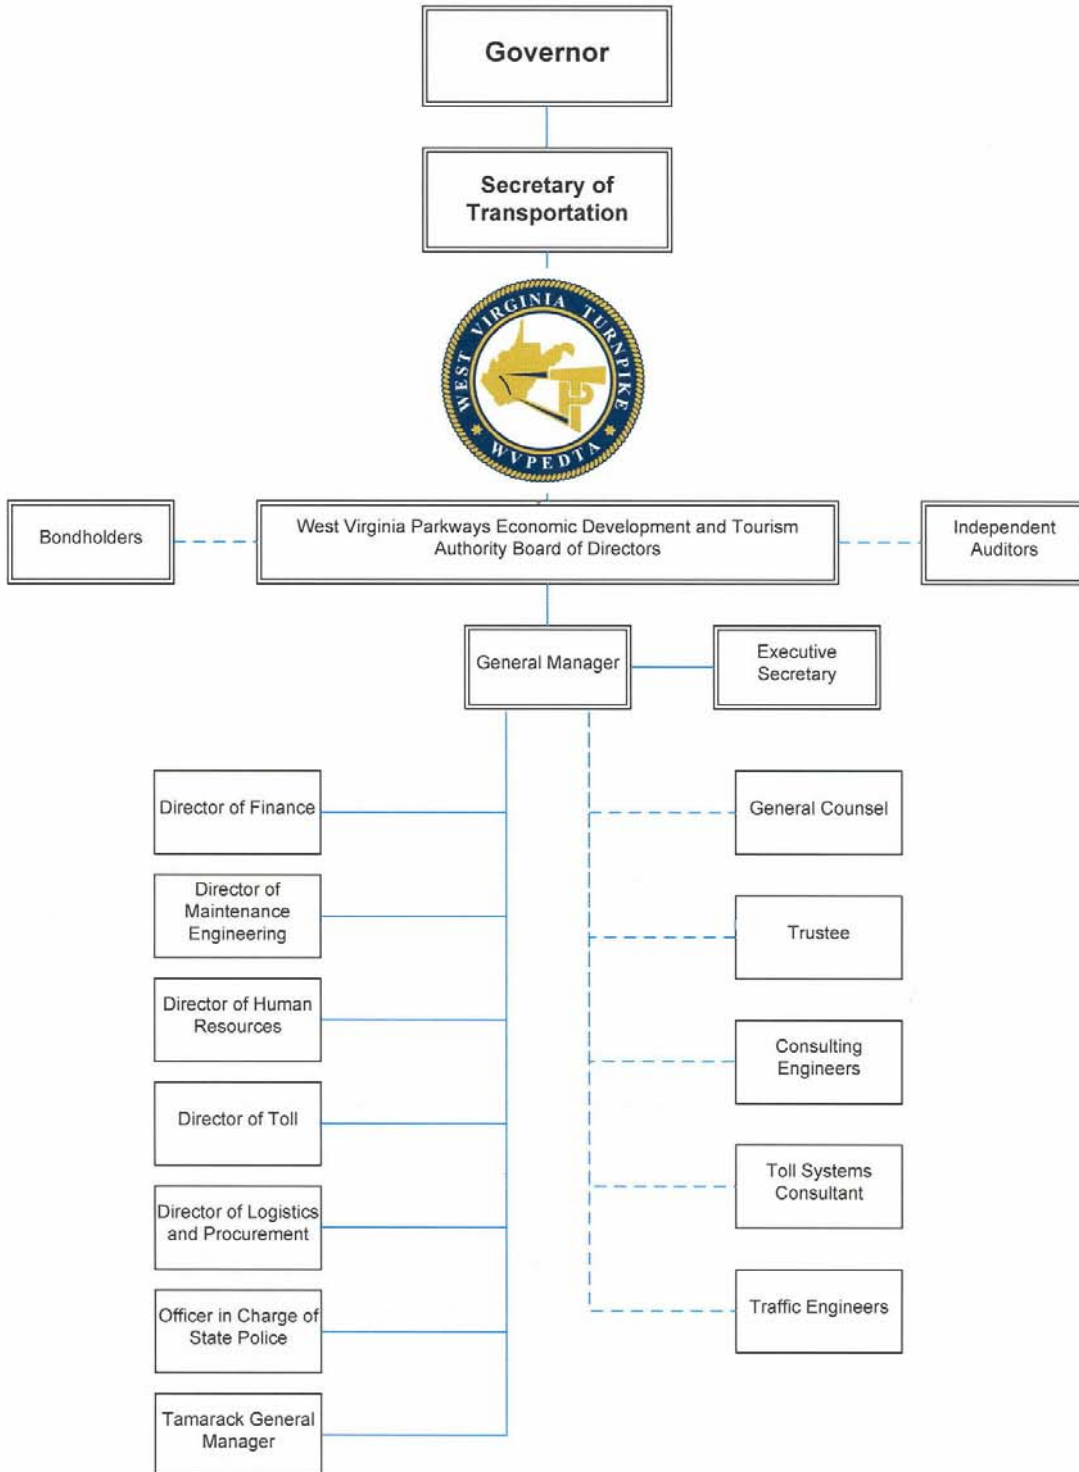 Governor
Secretary of
Transportation
WEST VIRGINIA TURNPIKE
WVPEDTA
Bondholders
West Virginia Parkways Economic Development and Tourism
Authority Board of Directors
Independent
Auditors
General Manager
Executive
Secretary
Director of Finance
Director of
Maintenance
Engineering
Director of Human
Resources
Director of Toll
Director of Logistics
and Procurement
Officer in Charge of
State Police
Tamarack General
Manager
General Counsel
Trustee
Consulting
Engineers
Toll Systems
Consultant
Traffic Engineers